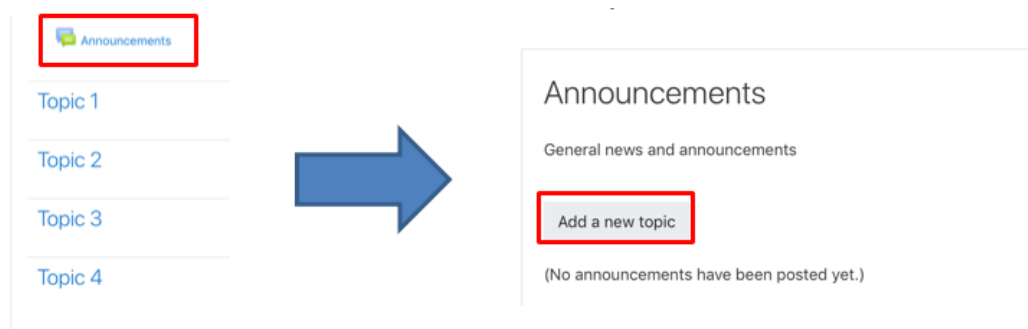 Announcements
Topic 1
Topic 2
Topic 3
Topic 4
Announcements
General news and announcements
Add a new topic
(No announcements have been posted yet.)